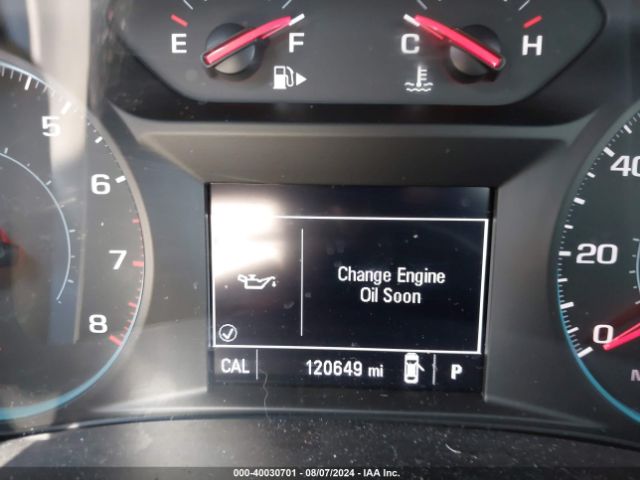 E F C H
5
6
7
8
40
20
0
M
Change Engine
Oil Soon
CAL 120649 mi P
000-40030701 - 08/07/2024 - IAA Inc.